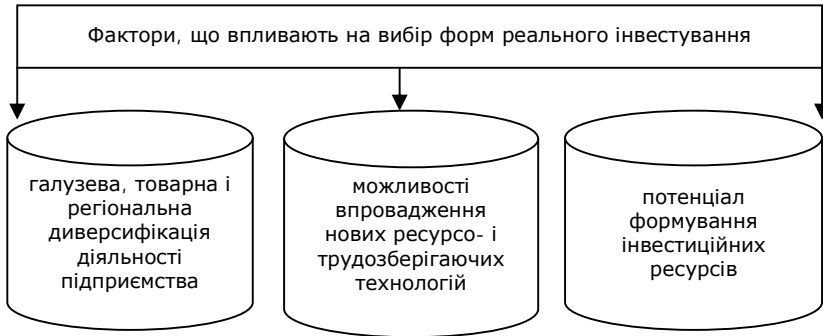 Фактори, що впливають на вибір форм реального інвестування
галузева, товарна і
регіональна
диверсифікація
діяльності
підприємства
можливості
впровадження
нових ресурсо- і
трудозберігаючих
технологій
потенціал
формування
інвестиційних
ресурсів